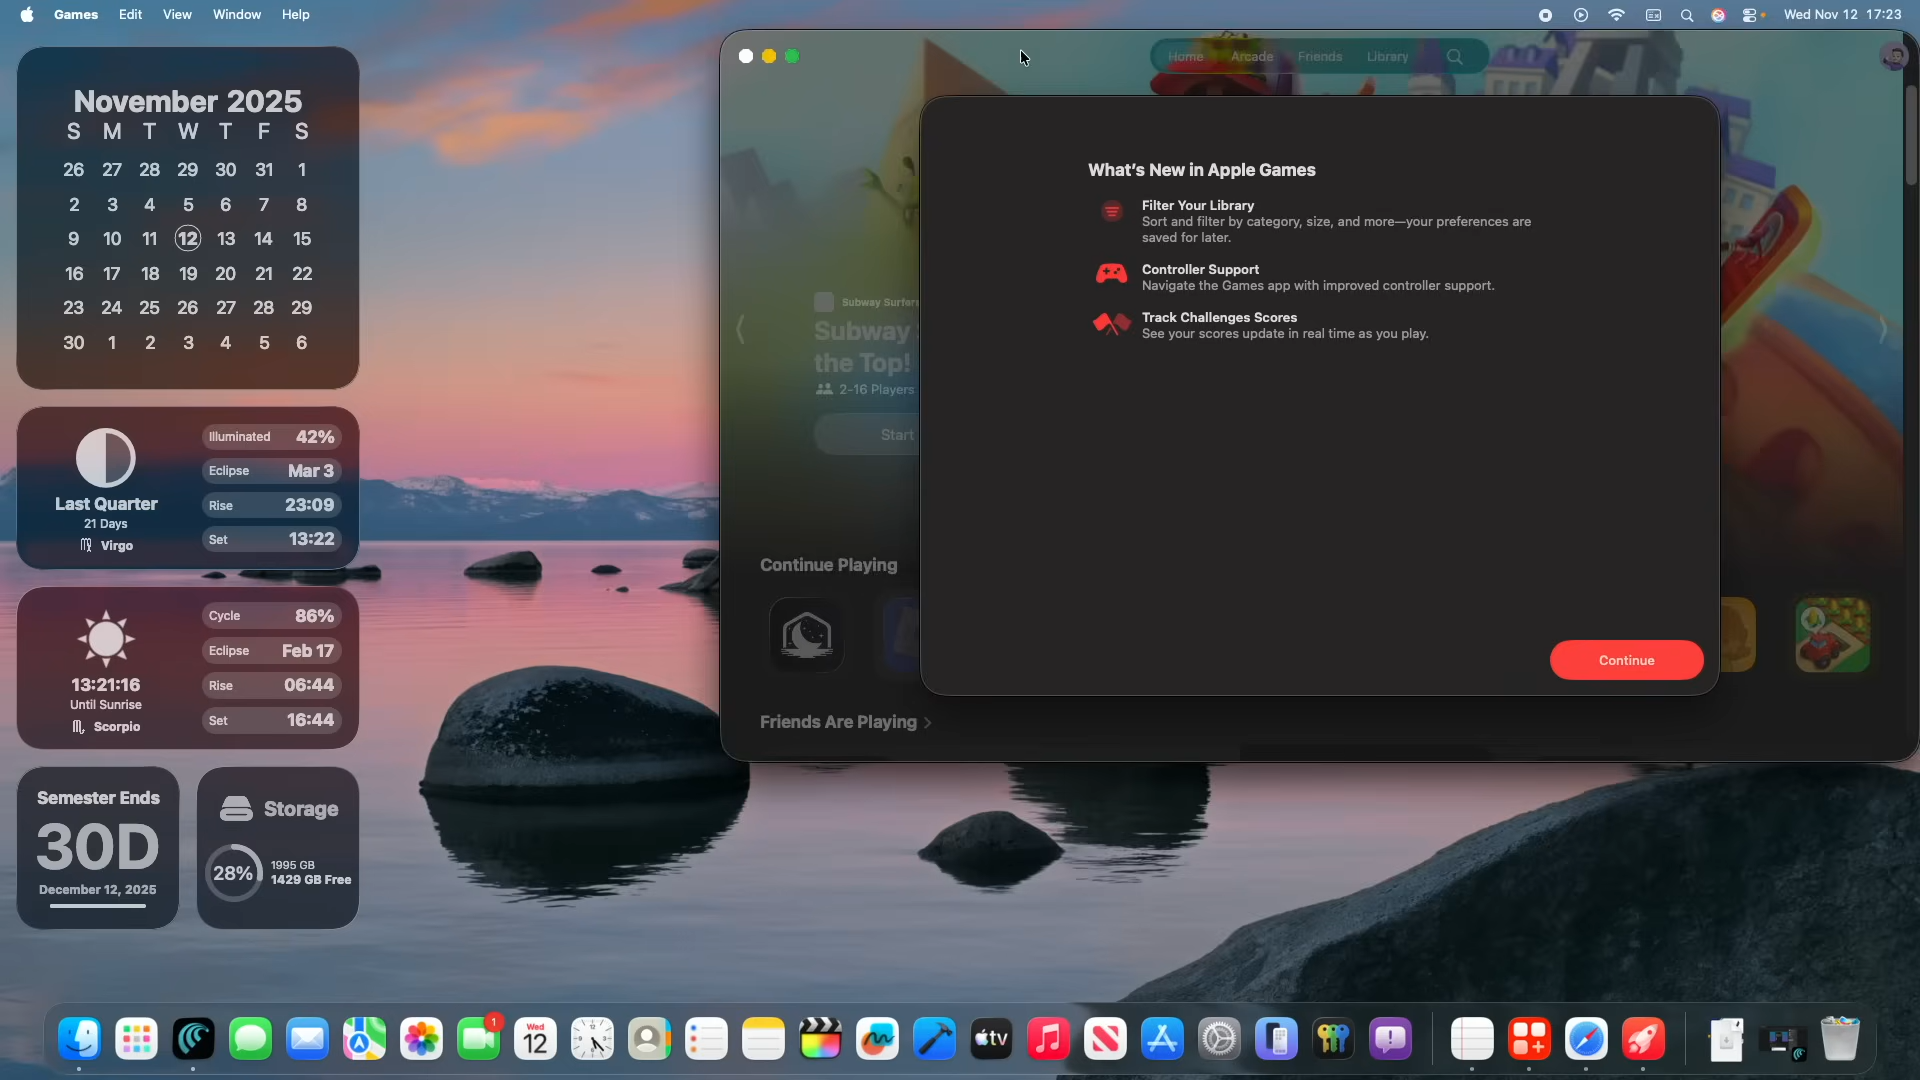 Games Edit View Window Help
Wed Nov 12 17:23
November 2025
S M T W T F S
26 27 28 29 30 31 1
2 3 4 5 6 7 8
9 10 11 12 13 14 15
16 17 18 19 20 21 22
23 24 25 26 27 28 29
30 1 2 3 4 5 6
Last Quarter
21 Days
Virgo
Illuminated 42%
Eclipse Mar 3
Rise 23:09
Set 13:22
13:21:16
Until Sunrise
Scorpio
Cycle 86%
Eclipse Feb 17
Rise 06:44
Set 16:44
Semester Ends
30D
December 12, 2025
Storage
28%
1995 GB
1429 GB Free
Home Arcade Friends Library
Subway Surfers
Subway
the Top!
2-16 Players
Start
Continue Playing
Friends Are Playing
What's New in Apple Games
Filter Your Library
Sort and filter by category, size, and more—your preferences are
saved for later.
Controller Support
Navigate the Games app with improved controller support.
Track Challenges Scores
See your scores update in real time as you play.
Continue
1
Wed
12
tv